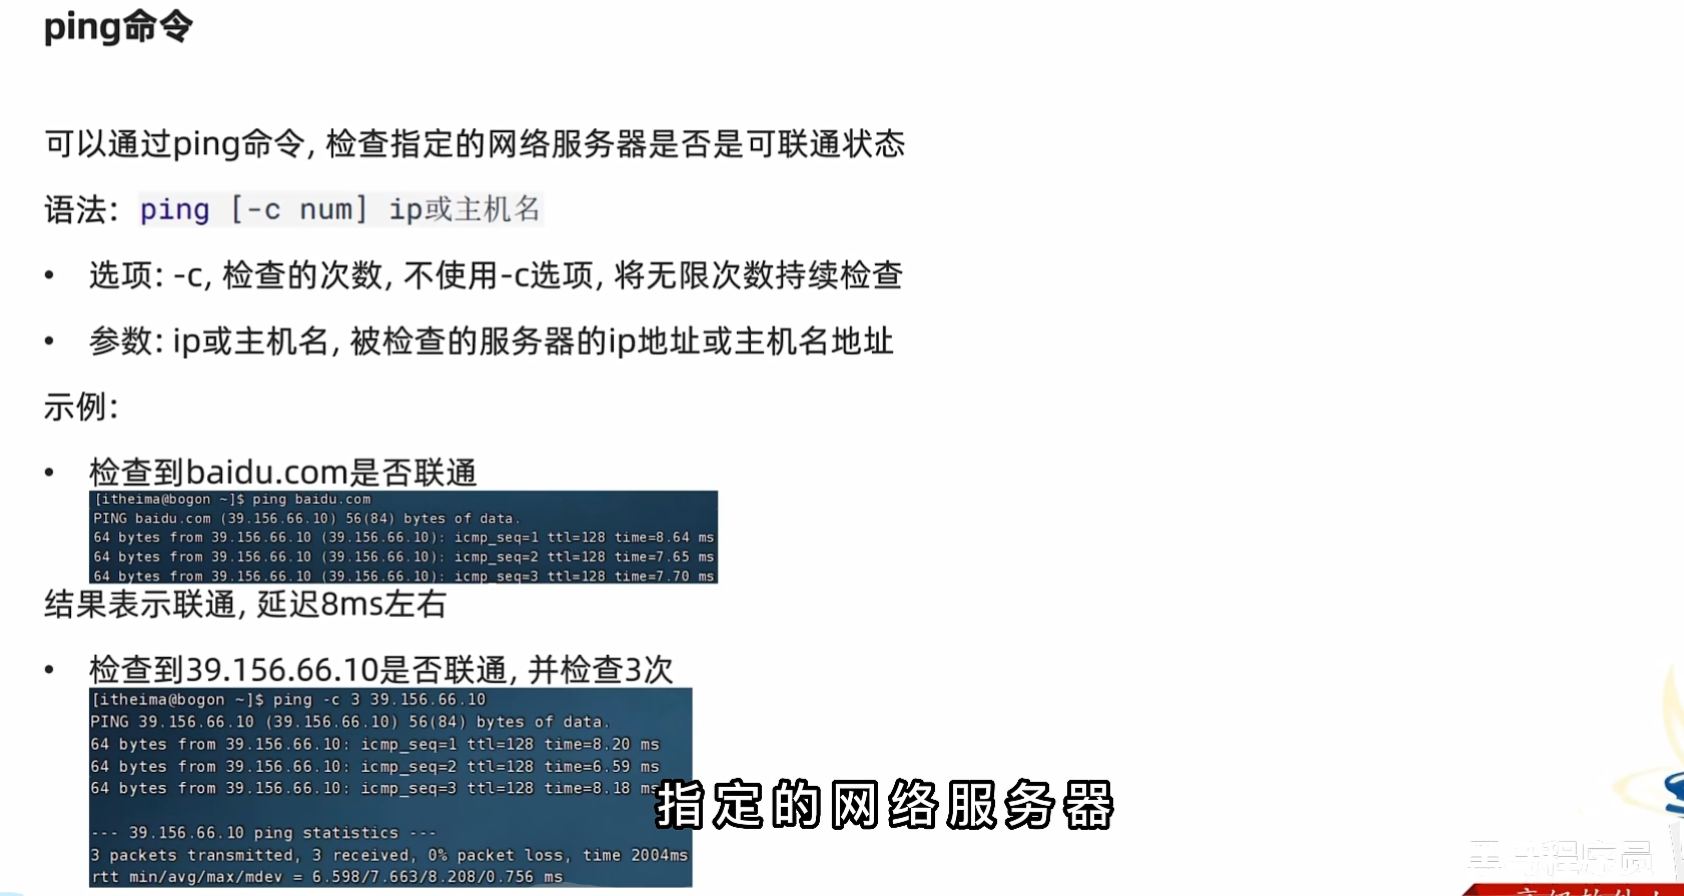 ping命令
可以通过ping命令, 检查指定的网络服务器是否是可联通状态
语法: ping [-c num] ip或主机名
• 选项: -c, 检查的次数, 不使用-c选项, 将无限次数持续检查
• 参数: ip或主机名, 被检查的服务器的ip地址或主机名地址
示例:
• 检查到baidu.com是否联通
[itheima@bogon ~]$ ping baidu.com
PING baidu.com (39.156.66.10) 56(84) bytes of data.
64 bytes from 39.156.66.10 (39.156.66.10): icmp_seq=1 ttl=128 time=8.64 ms
64 bytes from 39.156.66.10 (39.156.66.10): icmp_seq=2 ttl=128 time=7.65 ms
64 bytes from 39.156.66.10 (39.156.66.10): icmp_seq=3 ttl=128 time=7.70 ms
结果表示联通, 延迟8ms左右
• 检查到39.156.66.10是否联通, 并检查3次
[itheima@bogon ~]$ ping -c 3 39.156.66.10
PING 39.156.66.10 (39.156.66.10) 56(84) bytes of data.
64 bytes from 39.156.66.10: icmp_seq=1 ttl=128 time=8.20 ms
64 bytes from 39.156.66.10: icmp_seq=2 ttl=128 time=6.59 ms
64 bytes from 39.156.66.10: icmp_seq=3 ttl=128 time=8.18 ms
指定的网络服务器
--- 39.156.66.10 ping statistics ---
3 packets transmitted, 3 received, 0% packet loss, time 2004ms
rtt min/avg/max/mdev = 6.598/7.663/8.208/0.756 ms
程序员